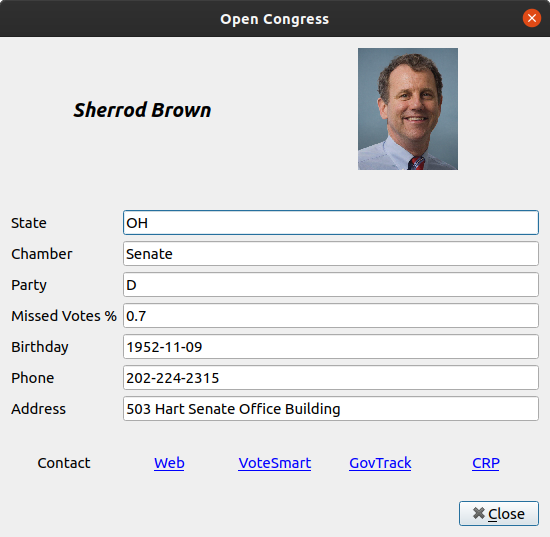 Open Congress
Sherrod Brown
State OH
Chamber Senate
Party D
Missed Votes % 0.7
Birthday 1952-11-09
Phone 202-224-2315
Address 503 Hart Senate Office Building
Contact Web VoteSmart GovTrack CRP
Close